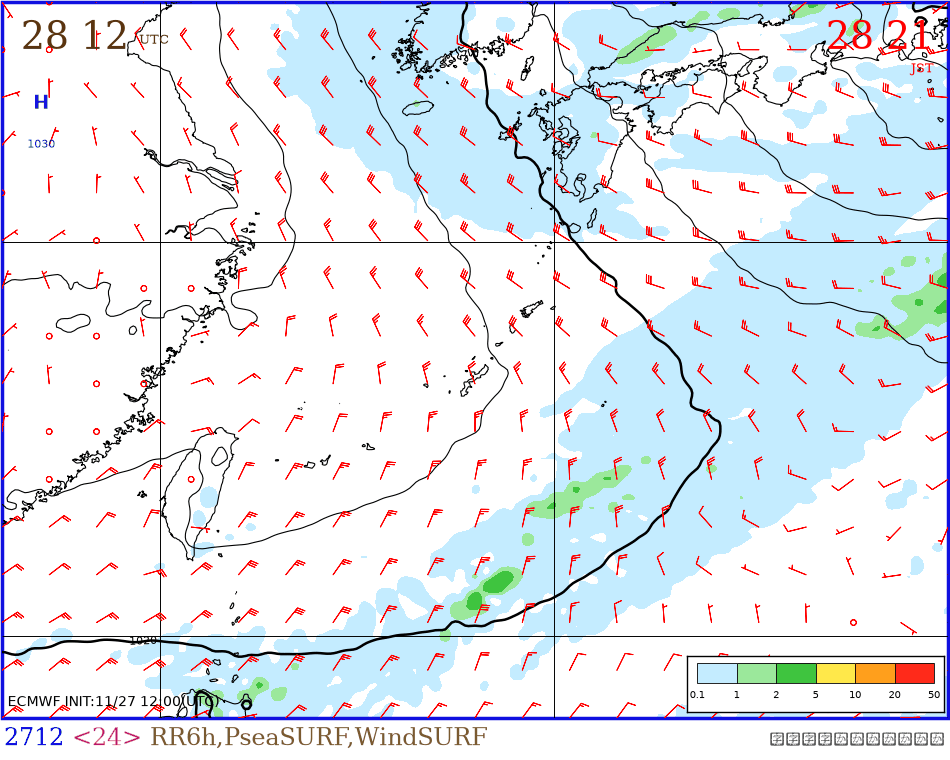 28 12 UTC
28 21
JST
H
1030
1020
ECMWF INIT:11/27 12:00(UTC)
0.1 1 2 5 10 20 50
2712 <24> RR6h,PseaSURF,WindSURF